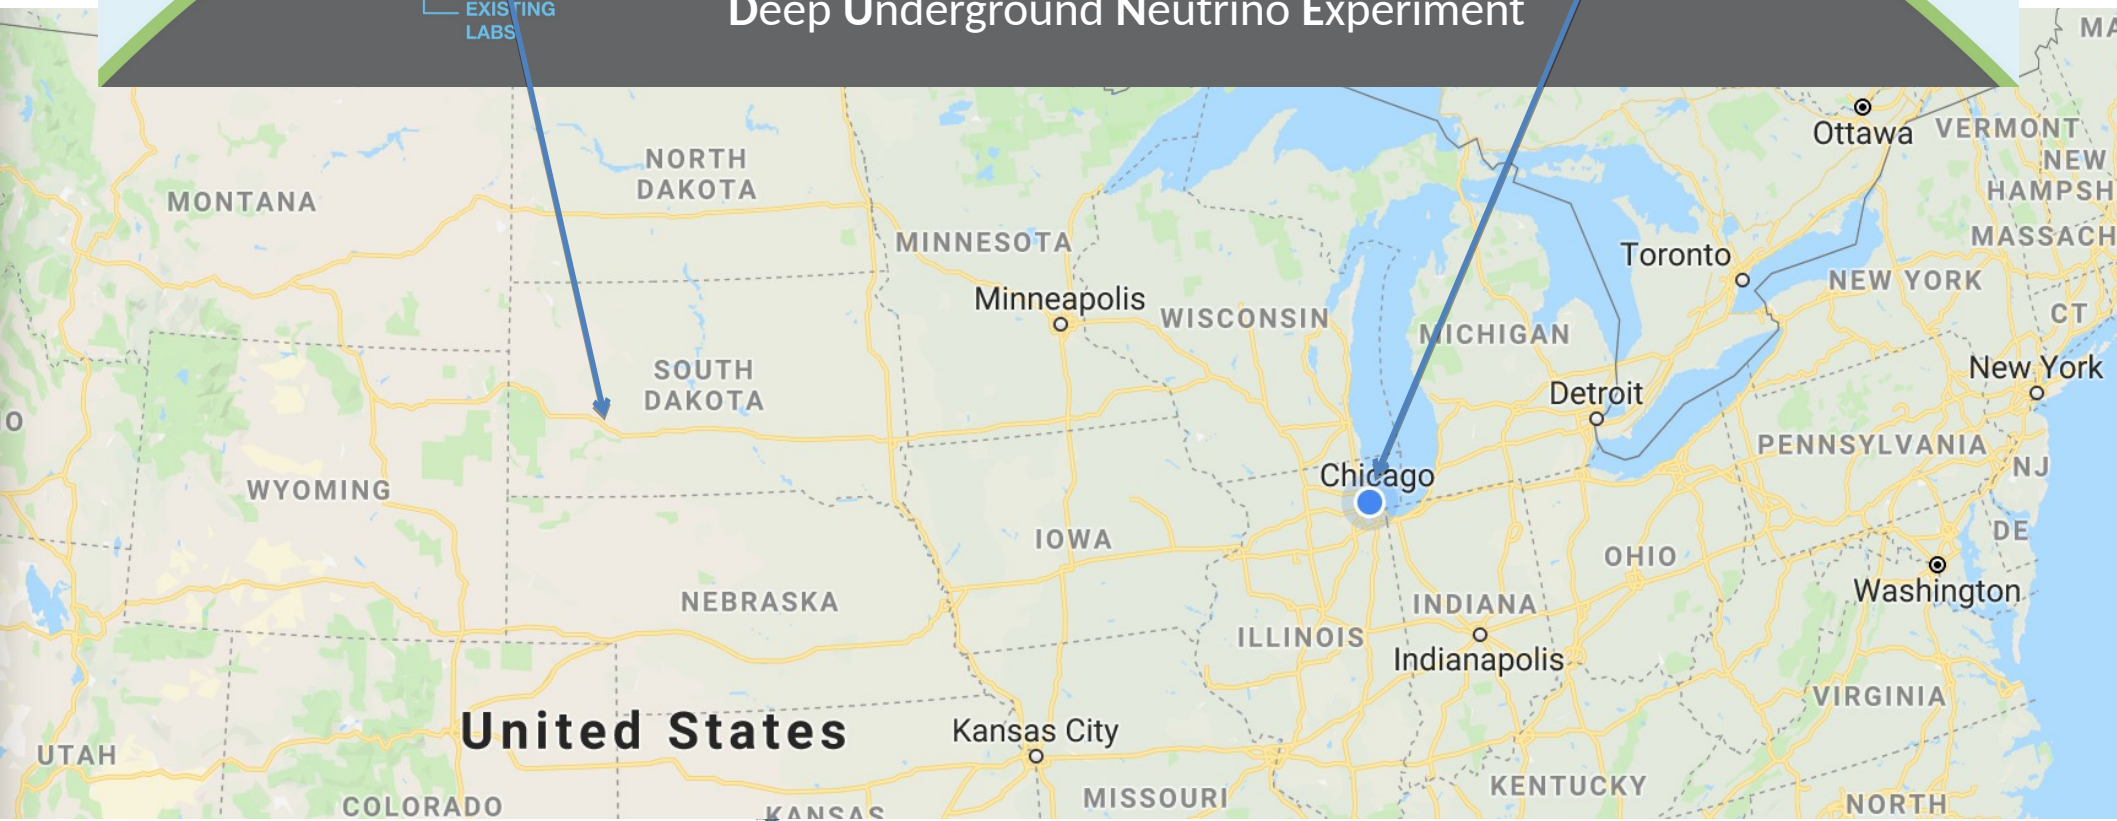 EXISTING
LABS
Deep Underground Neutrino Experiment
MA
Ottawa
VERMONT
NEW
HAMPSH
MONTANA
NORTH
DAKOTA
MINNESOTA
MASSACH
Toronto
NEW YORK
Minneapolis
WISCONSIN
MICHIGAN
CT
SOUTH
DAKOTA
Detroit
New York
PENNSYLVANIA
NJ
Chicago
WYOMING
IOWA
DE
OHIO
Washington
NEBRASKA
INDIANA
ILLINOIS
Indianapolis
VIRGINIA
United States
Kansas City
UTAH
KENTUCKY
MISSOURI
COLORADO
KANSAS
NORTH